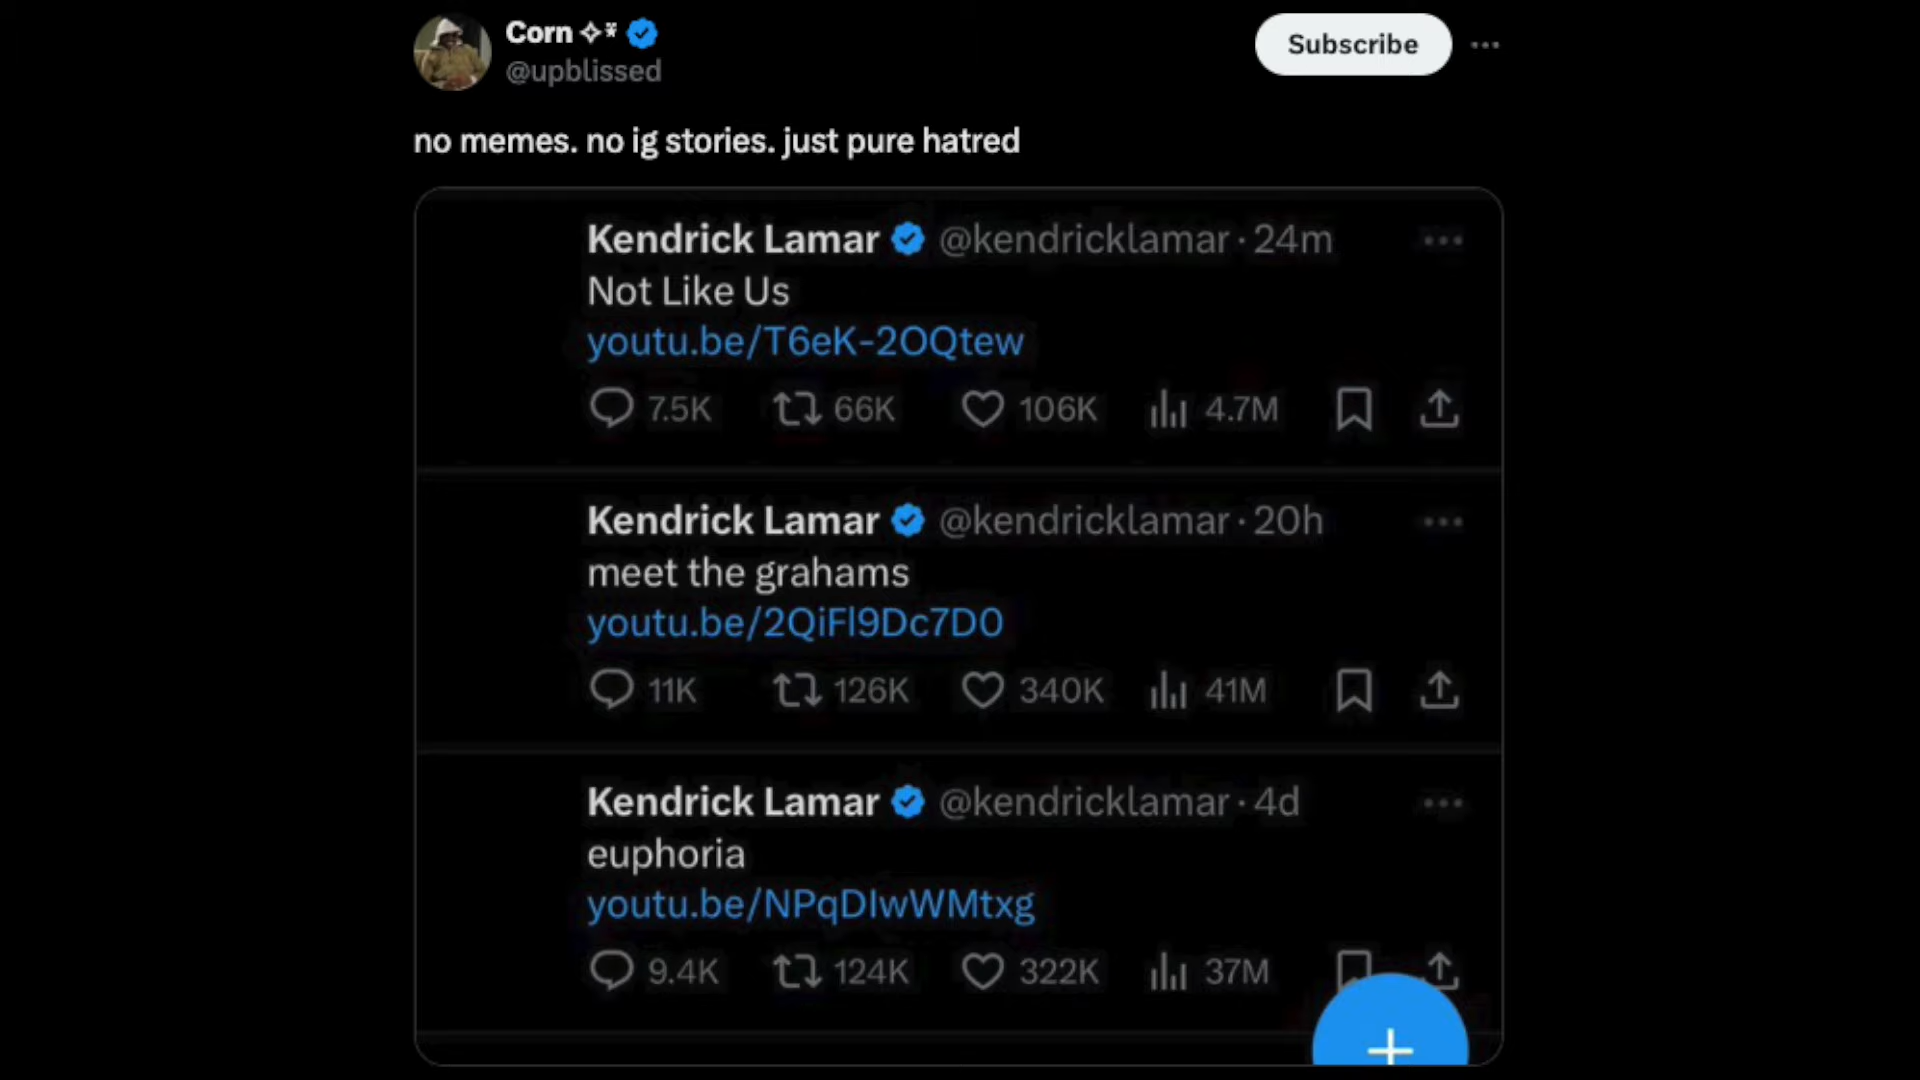 Corn ✧*
@upblissed
Subscribe
no memes. no ig stories. just pure hatred
Kendrick Lamar @kendricklamar · 24m
Not Like Us
youtu.be/T6eK-2OQtew
7.5K 66K 106K 4.7M
Kendrick Lamar @kendricklamar · 20h
meet the grahams
youtu.be/2QiFl9Dc7D0
11K 126K 340K 41M
Kendrick Lamar @kendricklamar · 4d
euphoria
youtu.be/NPqDIwWMtxg
9.4K 124K 322K 37M